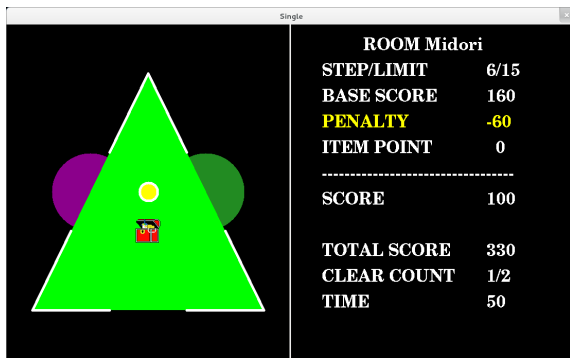 Single
ROOM Midori
STEP/LIMIT 6/15
BASE SCORE 160
PENALTY -60
ITEM POINT 0
----------------------------------
SCORE 100
TOTAL SCORE 330
CLEAR COUNT 1/2
TIME 50